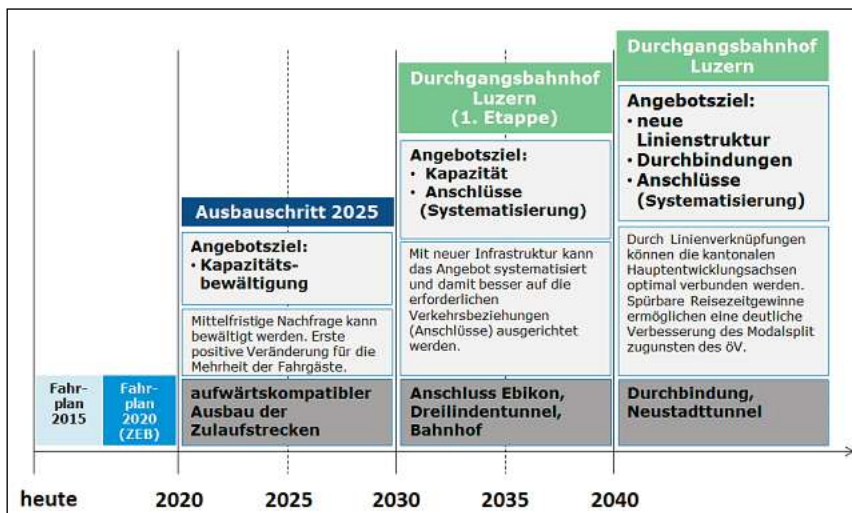 Fahr-
plan
2015
Fahr-
plan
2020
(ZEB)
Ausbauschritt 2025
Angebotsziel:
• Kapazitäts-
bewältigung
Mittelfristige Nachfrage kann
bewältigt werden. Erste
positive Veränderung für die
Mehrheit der Fahrgäste.
aufwärtskompatibler
Ausbau der
Zulaufstrecken
Durchgangsbahnhof
Luzern
(1. Etappe)
Angebotsziel:
• Kapazität
• Anschlüsse
(Systematisierung)
Mit neuer Infrastruktur kann
das Angebot systematisiert
und damit besser auf die
erforderlichen
Verkehrsbeziehungen
(Anschlüsse) ausgerichtet
werden.
Anschluss Ebikon,
Dreilindentunnel,
Bahnhof
Durchgangsbahnhof
Luzern
Angebotsziel:
• neue
Linienstruktur
• Durchbindungen
• Anschlüsse
(Systematisierung)
Durch Linienverknüpfungen
können die kantonalen
Hauptentwicklungsachsen
optimal verbunden werden.
Spürbare Reisezeitgewinne
ermöglichen eine deutliche
Verbesserung des Modalsplit
zugunsten des öV.
Durchbindung,
Neustadttunnel
heute 2020 2025 2030 2035 2040